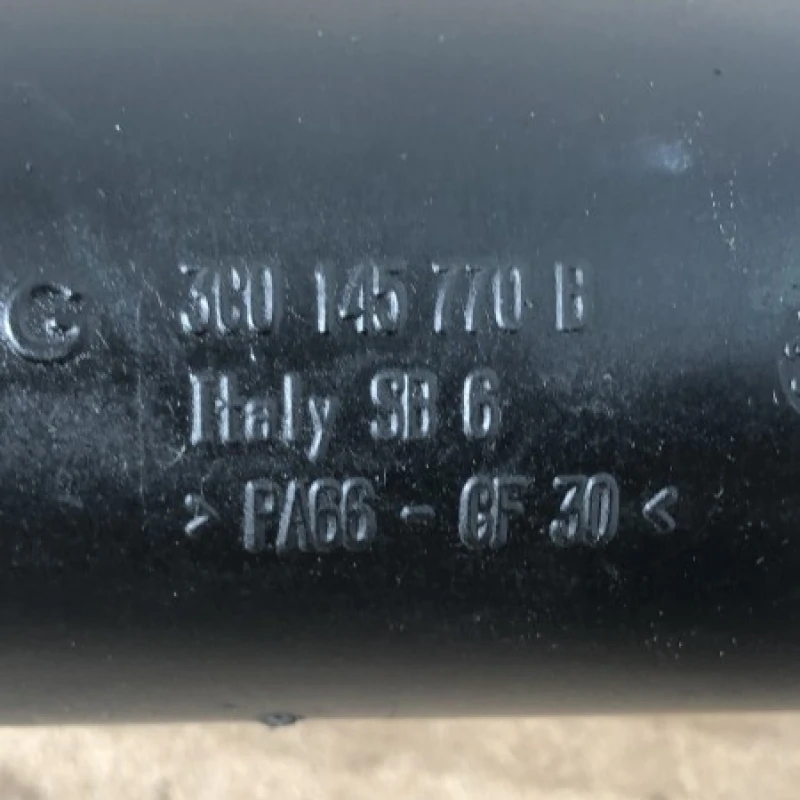 3C0 145 770 B
Italy SB 6
> PA66 - GF 30 <